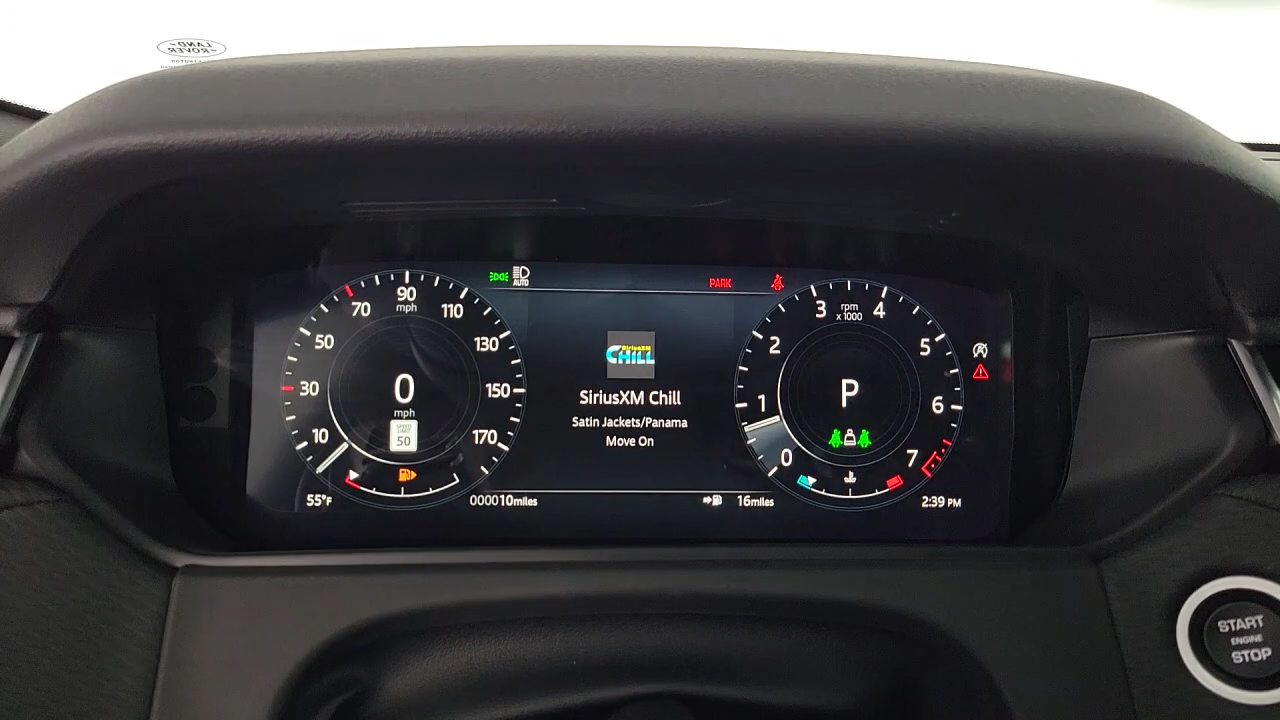 LAND
ROVER
AUTO
PARK
10
30
50
70
90
mph
110
130
150
170
0
mph
SPEED
LIMIT
50
SiriusXM
CHILL
SiriusXM Chill
Satin Jackets/Panama
Move On
0
1
2
3
rpm
x 1000
4
5
6
7
P
55°F
000010miles
16miles
2:39 PM
START
ENGINE
STOP